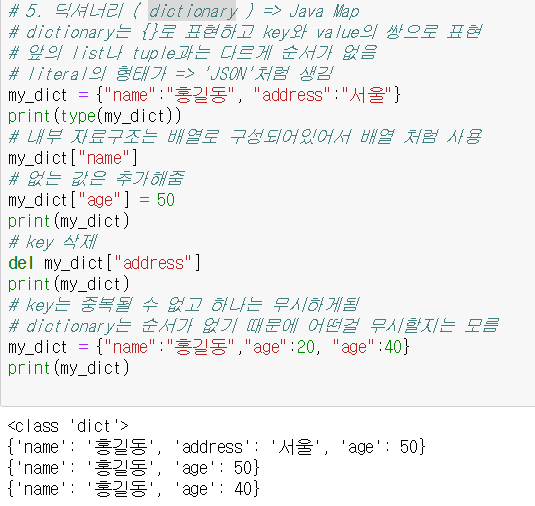 # 5. 딕셔너리 ( dictionary ) => Java Map
# dictionary는 {}로 표현하고 key와 value의 쌍으로 표현
# 앞의 list나 tuple과는 다르게 순서가 없음
# literal의 형태가 => 'JSON'처럼 생김
my_dict = {"name":"홍길동", "address":"서울"}
print(type(my_dict))
# 내부 자료구조는 배열로 구성되어있어서 배열 처럼 사용
my_dict["name"]
# 없는 값은 추가해줌
my_dict["age"] = 50
print(my_dict)
# key 삭제
del my_dict["address"]
print(my_dict)
# key는 중복될 수 없고 하나는 무시하게됨
# dictionary는 순서가 없기 때문에 어떤걸 무시할지는 모름
my_dict = {"name":"홍길동","age":20, "age":40}
print(my_dict)
<class 'dict'>
{'name': '홍길동', 'address': '서울', 'age': 50}
{'name': '홍길동', 'age': 50}
{'name': '홍길동', 'age': 40}